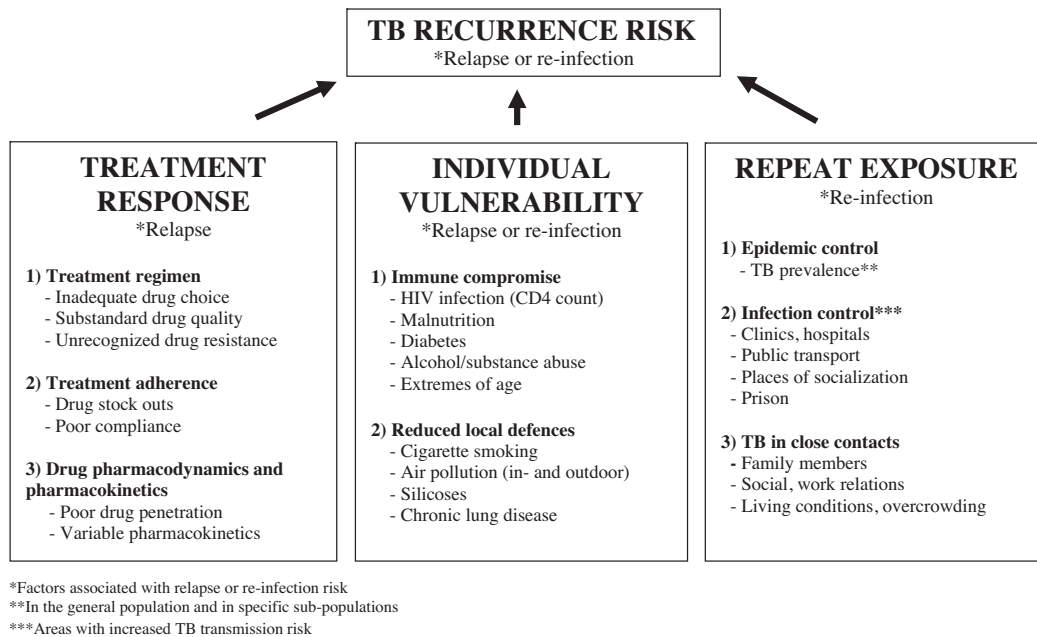 TB RECURRENCE RISK
*Relapse or re-infection
TREATMENT
RESPONSE
*Relapse
1) Treatment regimen
- Inadequate drug choice
- Substandard drug quality
- Unrecognized drug resistance
2) Treatment adherence
- Drug stock outs
- Poor compliance
3) Drug pharmacodynamics and
pharmacokinetics
- Poor drug penetration
- Variable pharmacokinetics
INDIVIDUAL
VULNERABILITY
*Relapse or re-infection
1) Immune compromise
- HIV infection (CD4 count)
- Malnutrition
- Diabetes
- Alcohol/substance abuse
- Extremes of age
2) Reduced local defences
- Cigarette smoking
- Air pollution (in- and outdoor)
- Silicoses
- Chronic lung disease
REPEAT EXPOSURE
*Re-infection
1) Epidemic control
- TB prevalence**
2) Infection control***
- Clinics, hospitals
- Public transport
- Places of socialization
- Prison
3) TB in close contacts
- Family members
- Social, work relations
- Living conditions, overcrowding
*Factors associated with relapse or re-infection risk
**In the general population and in specific sub-populations
***Areas with increased TB transmission risk